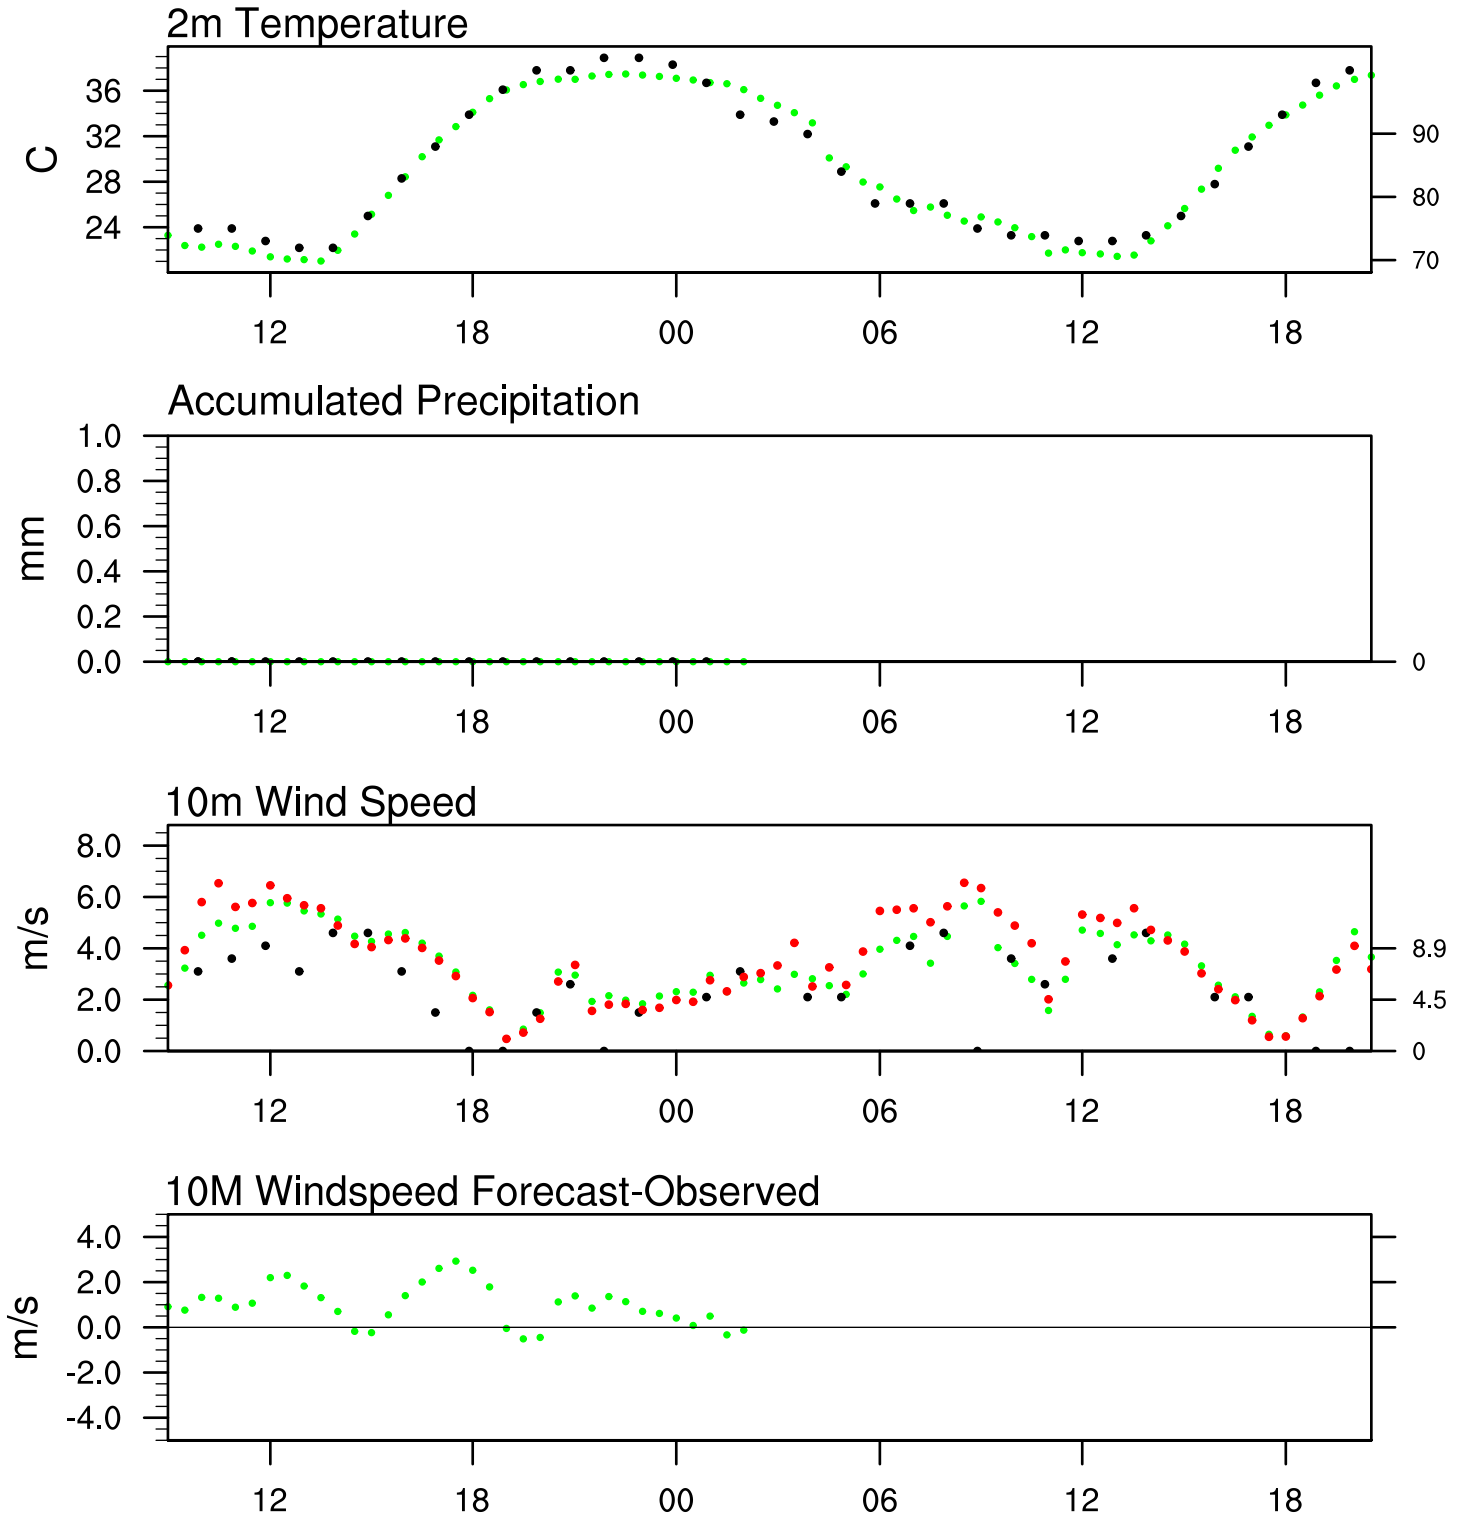 2m Temperature
C
36
32
28
24
90
80
70
12 18 00 06 12 18
Accumulated Precipitation
mm
1.0
0.8
0.6
0.4
0.2
0.0
0
12 18 00 06 12 18
10m Wind Speed
m/s
8.0
6.0
4.0
2.0
0.0
8.9
4.5
0
12 18 00 06 12 18
10M Windspeed Forecast-Observed
m/s
4.0
2.0
0.0
-2.0
-4.0
12 18 00 06 12 18